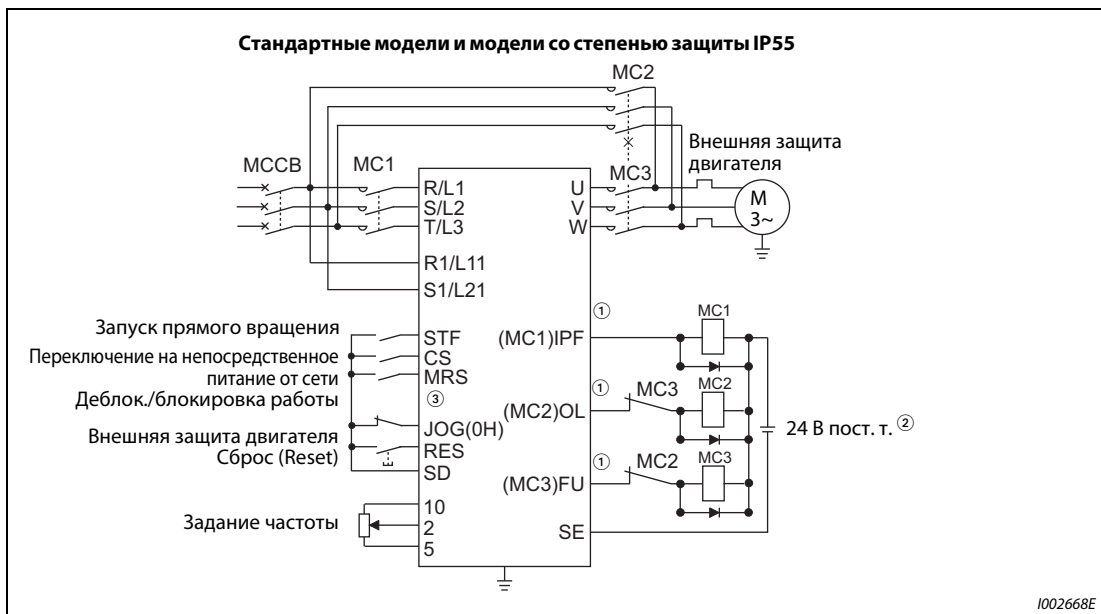 Стандартные модели и модели со степенью защиты IP55
MC2
Внешняя защита
двигателя
MCCB
MC1
MC3
R/L1
S/L2
T/L3
U
V
W
M
3~
R1/L11
S1/L21
Запуск прямого вращения
Переключение на непосредственное
питание от сети
Деблок./блокировка работы
Внешняя защита двигателя
Сброс (Reset)
STF
CS
MRS
③
JOG(0H)
RES
SD
Задание частоты
10
2
5
①
(MC1)IPF
MC1
①
(MC2)OL
MC3
MC2
①
(MC3)FU
MC2
MC3
SE
24 В пост. т. ②
I002668E